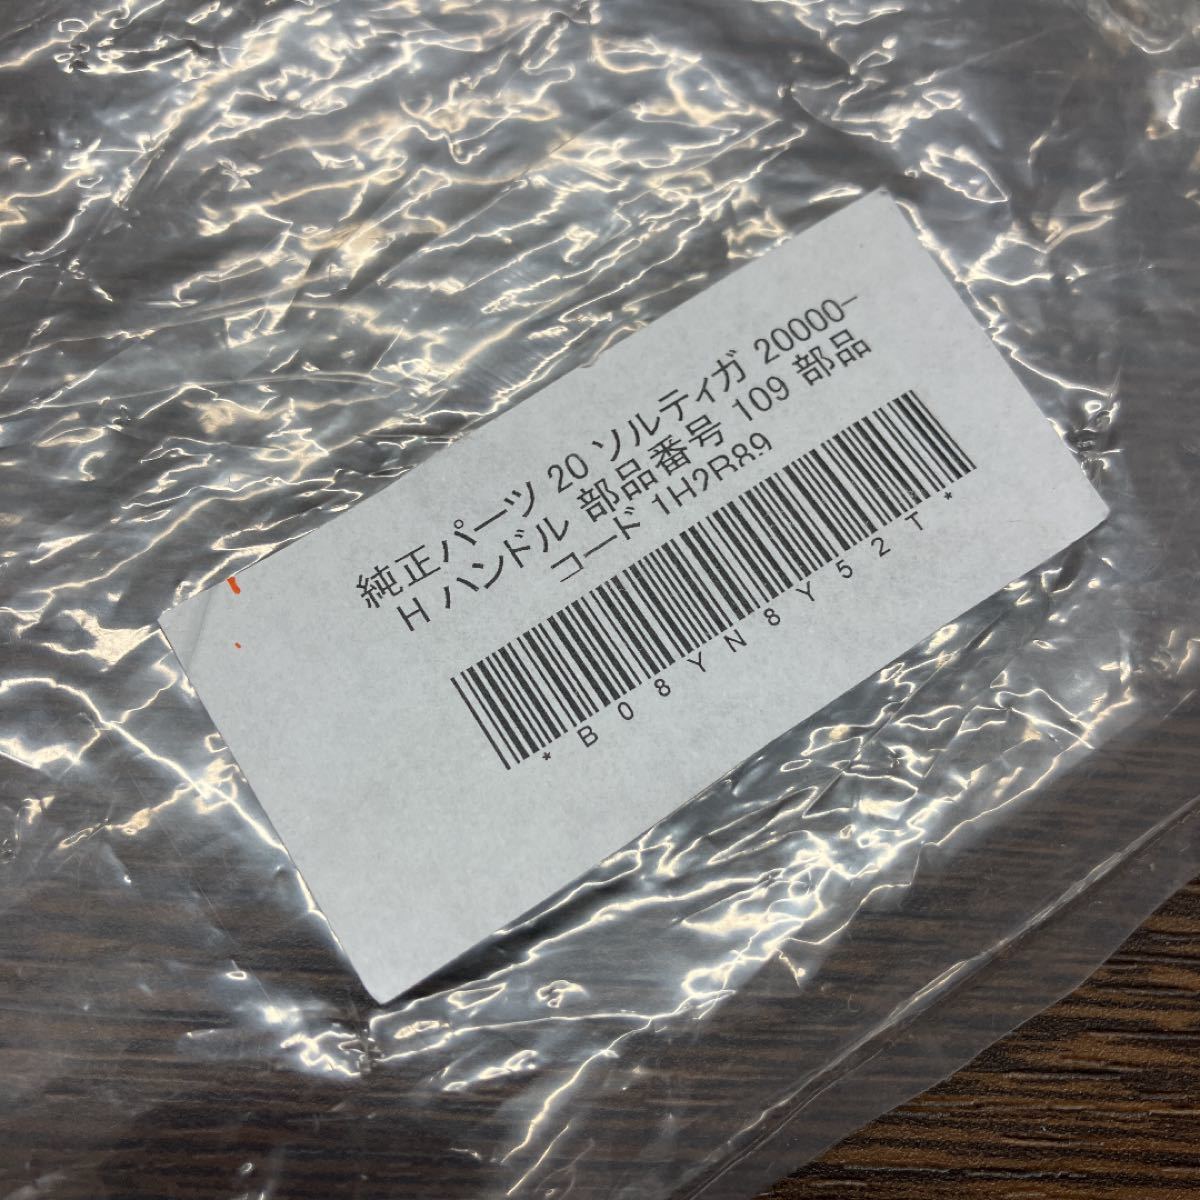 純正パーツ 20 ソルティガ 20000-
H ハンドル 部品番号 109 部品
コード 1H2R89
*B08YN8Y52T*